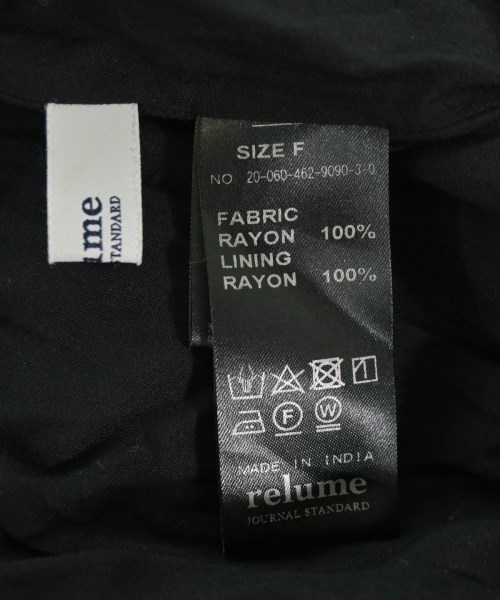 ume
STANDARD
SIZE F
NO 20-060-462-9090-3-0
FABRIC
RAYON 100%
LINING
RAYON 100%
F W
MADE IN INDIA
relume
JOURNAL STANDARD